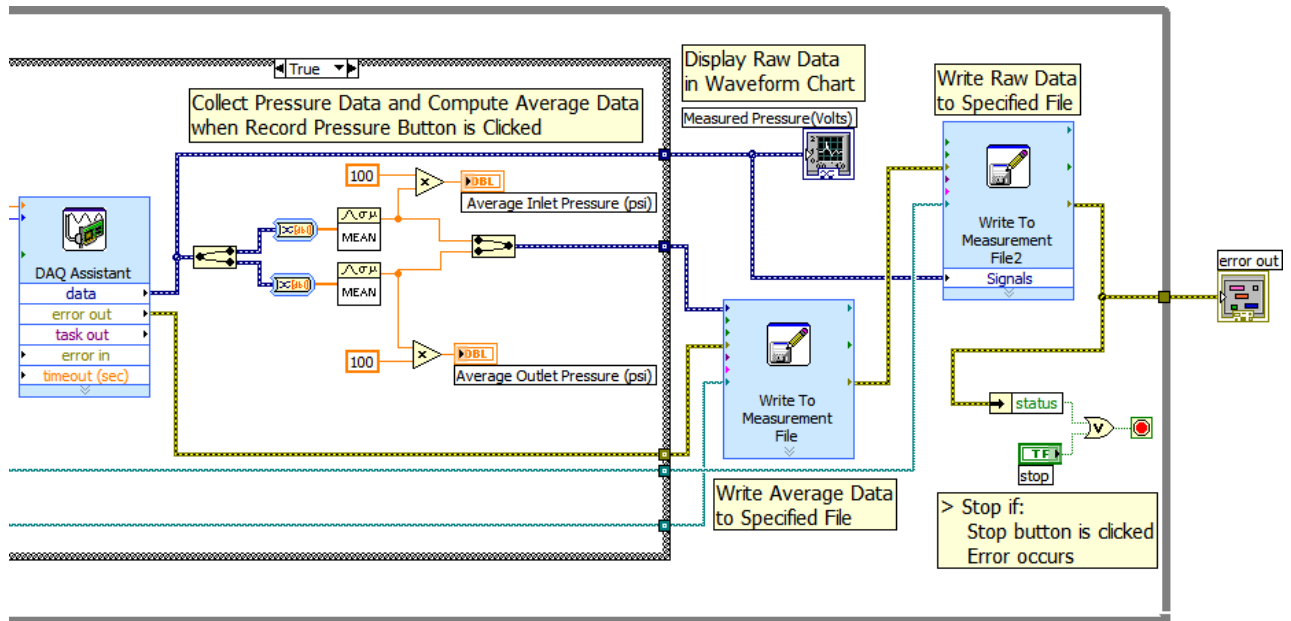 True
Collect Pressure Data and Compute Average Data
when Record Pressure Button is Clicked
Display Raw Data
in Waveform Chart
Measured Pressure(Volts)
Write Raw Data
to Specified File
DAQ Assistant
data
error out
task out
error in
timeout (sec)
100
DBL
Average Inlet Pressure (psi)
MEAN
MEAN
100
DBL
Average Outlet Pressure (psi)
Write To
Measurement
File
Write Average Data
to Specified File
Write To
Measurement
File2
Signals
error out
status
TF
stop
> Stop if:
Stop button is clicked
Error occurs